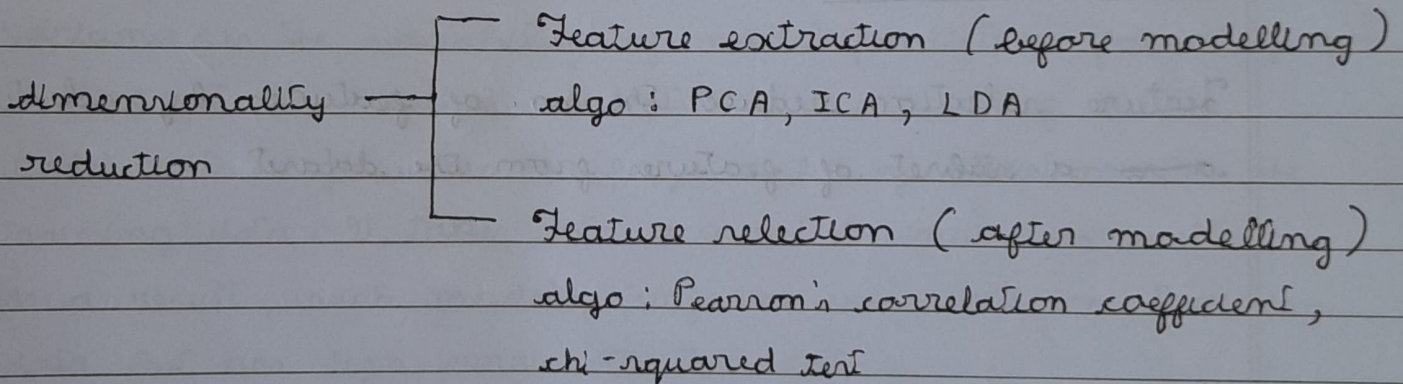 Feature extraction (before modelling)
dimensionality
algo : PCA, ICA, LDA
reduction
Feature selection (after modelling)
algo : Pearson's correlation coefficient,
chi-squared test